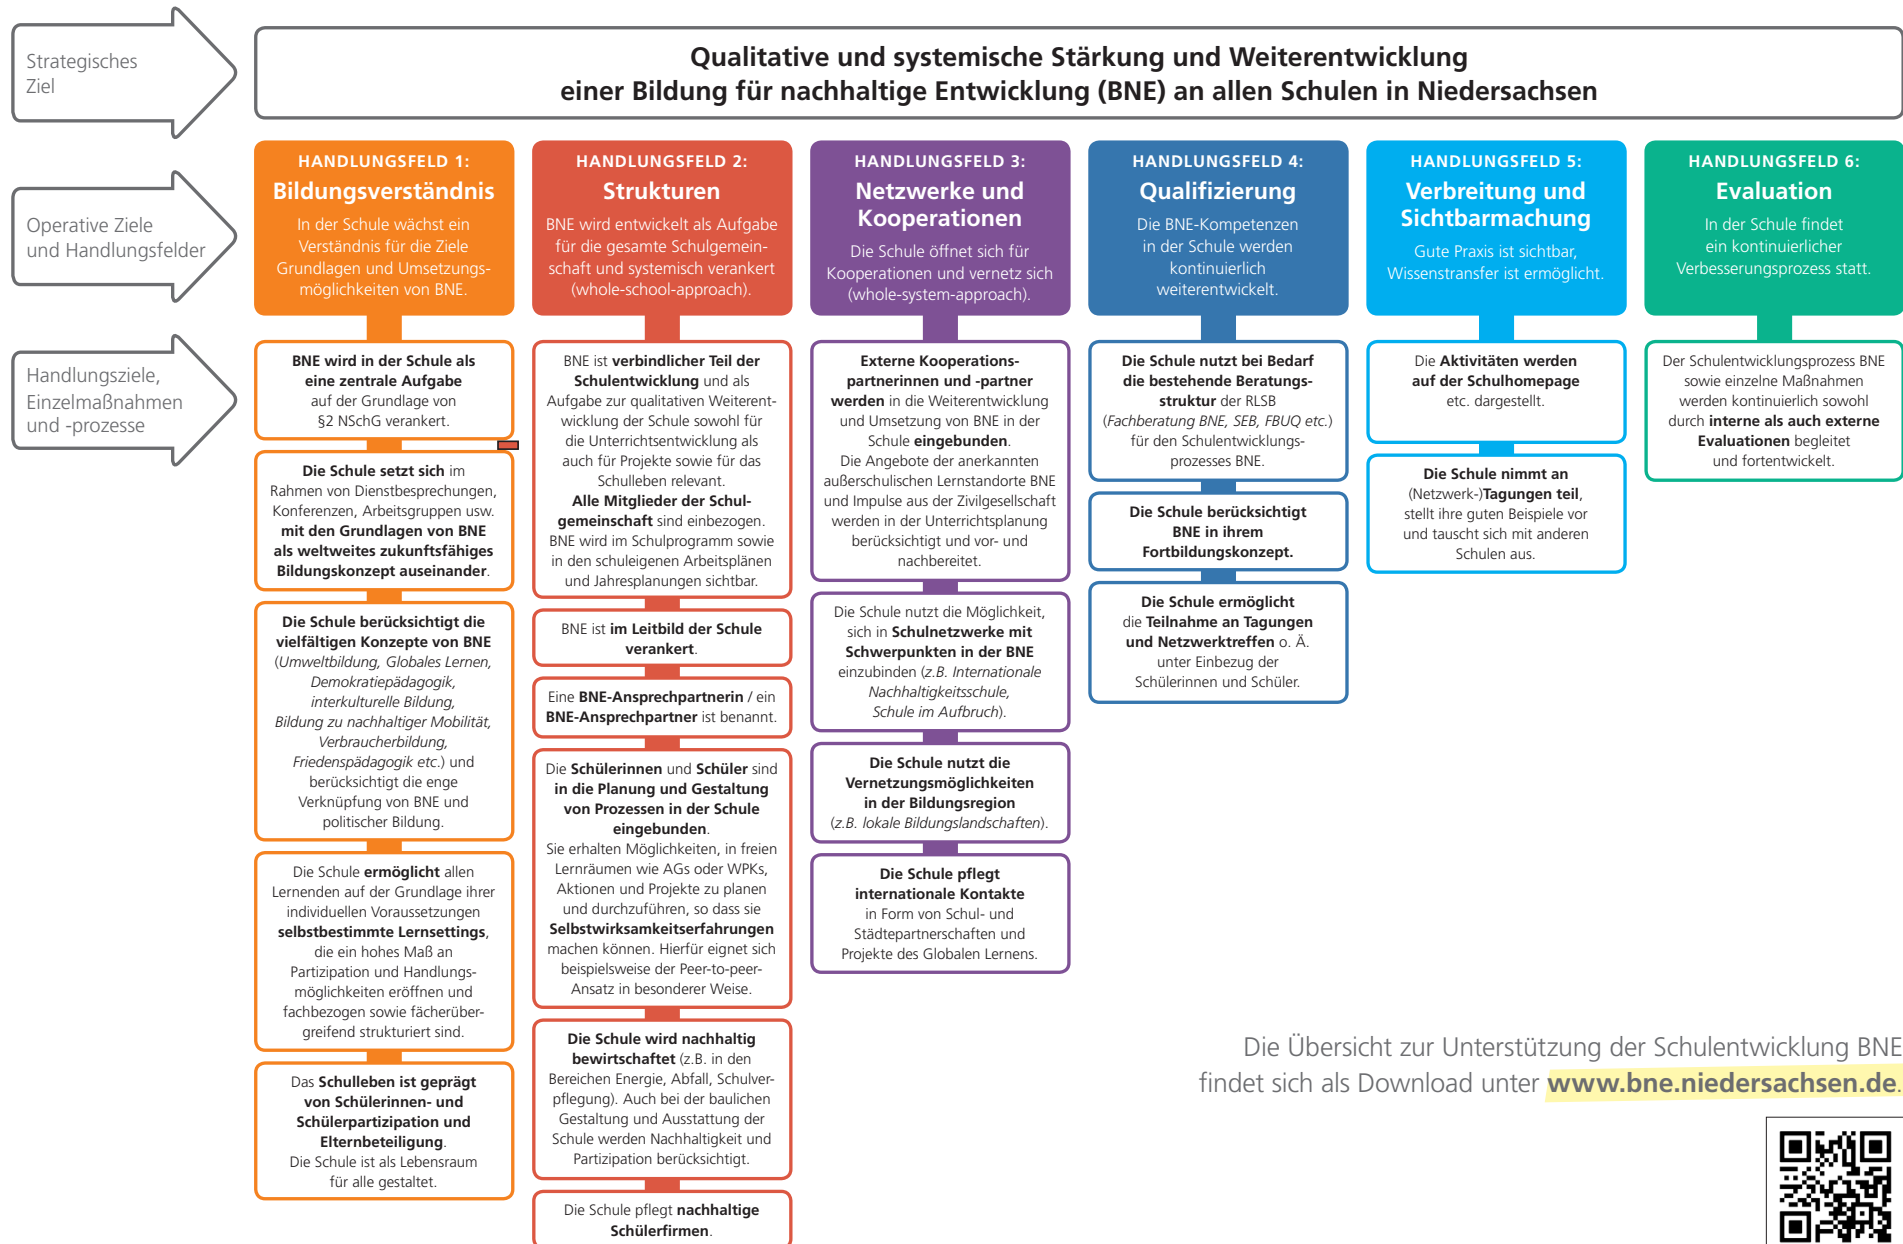 Strategisches
Ziel
Qualitative und systemische Stärkung und Weiterentwicklung
einer Bildung für nachhaltige Entwicklung (BNE) an allen Schulen in Niedersachsen
Operative Ziele
und Handlungsfelder
HANDLUNGSFELD 1:
Bildungsverständnis
In der Schule wächst ein
Verständnis für die Ziele
Grundlagen und Umsetzungs-
möglichkeiten von BNE.
HANDLUNGSFELD 2:
Strukturen
BNE wird entwickelt als Aufgabe
für die gesamte Schulgemein-
schaft und systemisch verankert
(whole-school-approach).
HANDLUNGSFELD 3:
Netzwerke und
Kooperationen
Die Schule öffnet sich für
Kooperationen und vernetz sich
(whole-system-approach).
HANDLUNGSFELD 4:
Qualifizierung
Die BNE-Kompetenzen
in der Schule werden
kontinuierlich
weiterentwickelt.
HANDLUNGSFELD 5:
Verbreitung und
Sichtbarmachung
Gute Praxis ist sichtbar,
Wissenstransfer ist ermöglicht.
HANDLUNGSFELD 6:
Evaluation
In der Schule findet
ein kontinuierlicher
Verbesserungsprozess statt.
Handlungsziele,
Einzelmaßnahmen
und -prozesse
BNE wird in der Schule als
eine zentrale Aufgabe
auf der Grundlage von
§2 NSchG verankert.
Die Schule setzt sich im
Rahmen von Dienstbesprechungen,
Konferenzen, Arbeitsgruppen usw.
mit den Grundlagen von BNE
als weltweites zukunftsfähiges
Bildungskonzept auseinander.
Die Schule berücksichtigt die
vielfältigen Konzepte von BNE
(Umweltbildung, Globales Lernen,
Demokratiepädagogik,
interkulturelle Bildung,
Bildung zu nachhaltiger Mobilität,
Verbraucherbildung,
Friedenspädagogik etc.) und
berücksichtigt die enge
Verknüpfung von BNE und
politischer Bildung.
Die Schule ermöglicht allen
Lernenden auf der Grundlage ihrer
individuellen Voraussetzungen
selbstbestimmte Lernsettings,
die ein hohes Maß an
Partizipation und Handlungs-
möglichkeiten eröffnen und
fachbezogen sowie fächerüber-
greifend strukturiert sind.
Das Schulleben ist geprägt
von Schülerinnen- und
Schülerpartizipation und
Elternbeteiligung.
Die Schule ist als Lebensraum
für alle gestaltet.
BNE ist verbindlicher Teil der
Schulentwicklung und als
Aufgabe zur qualitativen Weiterent-
wicklung der Schule sowohl für
die Unterrichtsentwicklung als
auch für Projekte sowie für das
Schulleben relevant.
Alle Mitglieder der Schul-
gemeinschaft sind einbezogen.
BNE wird im Schulprogramm sowie
in den schuleigenen Arbeitsplänen
und Jahresplanungen sichtbar.
BNE ist im Leitbild der Schule
verankert.
Eine BNE-Ansprechpartnerin / ein
BNE-Ansprechpartner ist benannt.
Die Schülerinnen und Schüler sind
in die Planung und Gestaltung
von Prozessen in der Schule
eingebunden.
Sie erhalten Möglichkeiten, in freien
Lernräumen wie AGs oder WPKs,
Aktionen und Projekte zu planen
und durchzuführen, so dass sie
Selbstwirksamkeitserfahrungen
machen können. Hierfür eignet sich
beispielsweise der Peer-to-peer-
Ansatz in besonderer Weise.
Die Schule wird nachhaltig
bewirtschaftet (z.B. in den
Bereichen Energie, Abfall, Schulver-
pflegung). Auch bei der baulichen
Gestaltung und Ausstattung der
Schule werden Nachhaltigkeit und
Partizipation berücksichtigt.
Die Schule pflegt nachhaltige
Schülerfirmen.
Externe Kooperations-
partnerinnen und -partner
werden in die Weiterentwicklung
und Umsetzung von BNE in der
Schule eingebunden.
Die Angebote der anerkannten
außerschulischen Lernstandorte BNE
und Impulse aus der Zivilgesellschaft
werden in der Unterrichtsplanung
berücksichtigt und vor- und
nachbereitet.
Die Schule nutzt die Möglichkeit,
sich in Schulnetzwerke mit
Schwerpunkten in der BNE
einzubinden (z.B. Internationale
Nachhaltigkeitsschule,
Schule im Aufbruch).
Die Schule nutzt die
Vernetzungsmöglichkeiten
in der Bildungsregion
(z.B. lokale Bildungslandschaften).
Die Schule pflegt
internationale Kontakte
in Form von Schul- und
Städtepartnerschaften und
Projekte des Globalen Lernens.
Die Schule nutzt bei Bedarf
die bestehende Beratungs-
struktur der RLSB
(Fachberatung BNE, SEB, FBUQ etc.)
für den Schulentwicklungs-
prozesses BNE.
Die Schule berücksichtigt
BNE in ihrem
Fortbildungskonzept.
Die Schule ermöglicht
die Teilnahme an Tagungen
und Netzwerktreffen o. Ä.
unter Einbezug der
Schülerinnen und Schüler.
Die Aktivitäten werden
auf der Schulhomepage
etc. dargestellt.
Die Schule nimmt an
(Netzwerk-)Tagungen teil,
stellt ihre guten Beispiele vor
und tauscht sich mit anderen
Schulen aus.
Der Schulentwicklungsprozess BNE
sowie einzelne Maßnahmen
werden kontinuierlich sowohl
durch interne als auch externe
Evaluationen begleitet
und fortentwickelt.
Die Übersicht zur Unterstützung der Schulentwicklung BNE
findet sich als Download unter www.bne.niedersachsen.de.